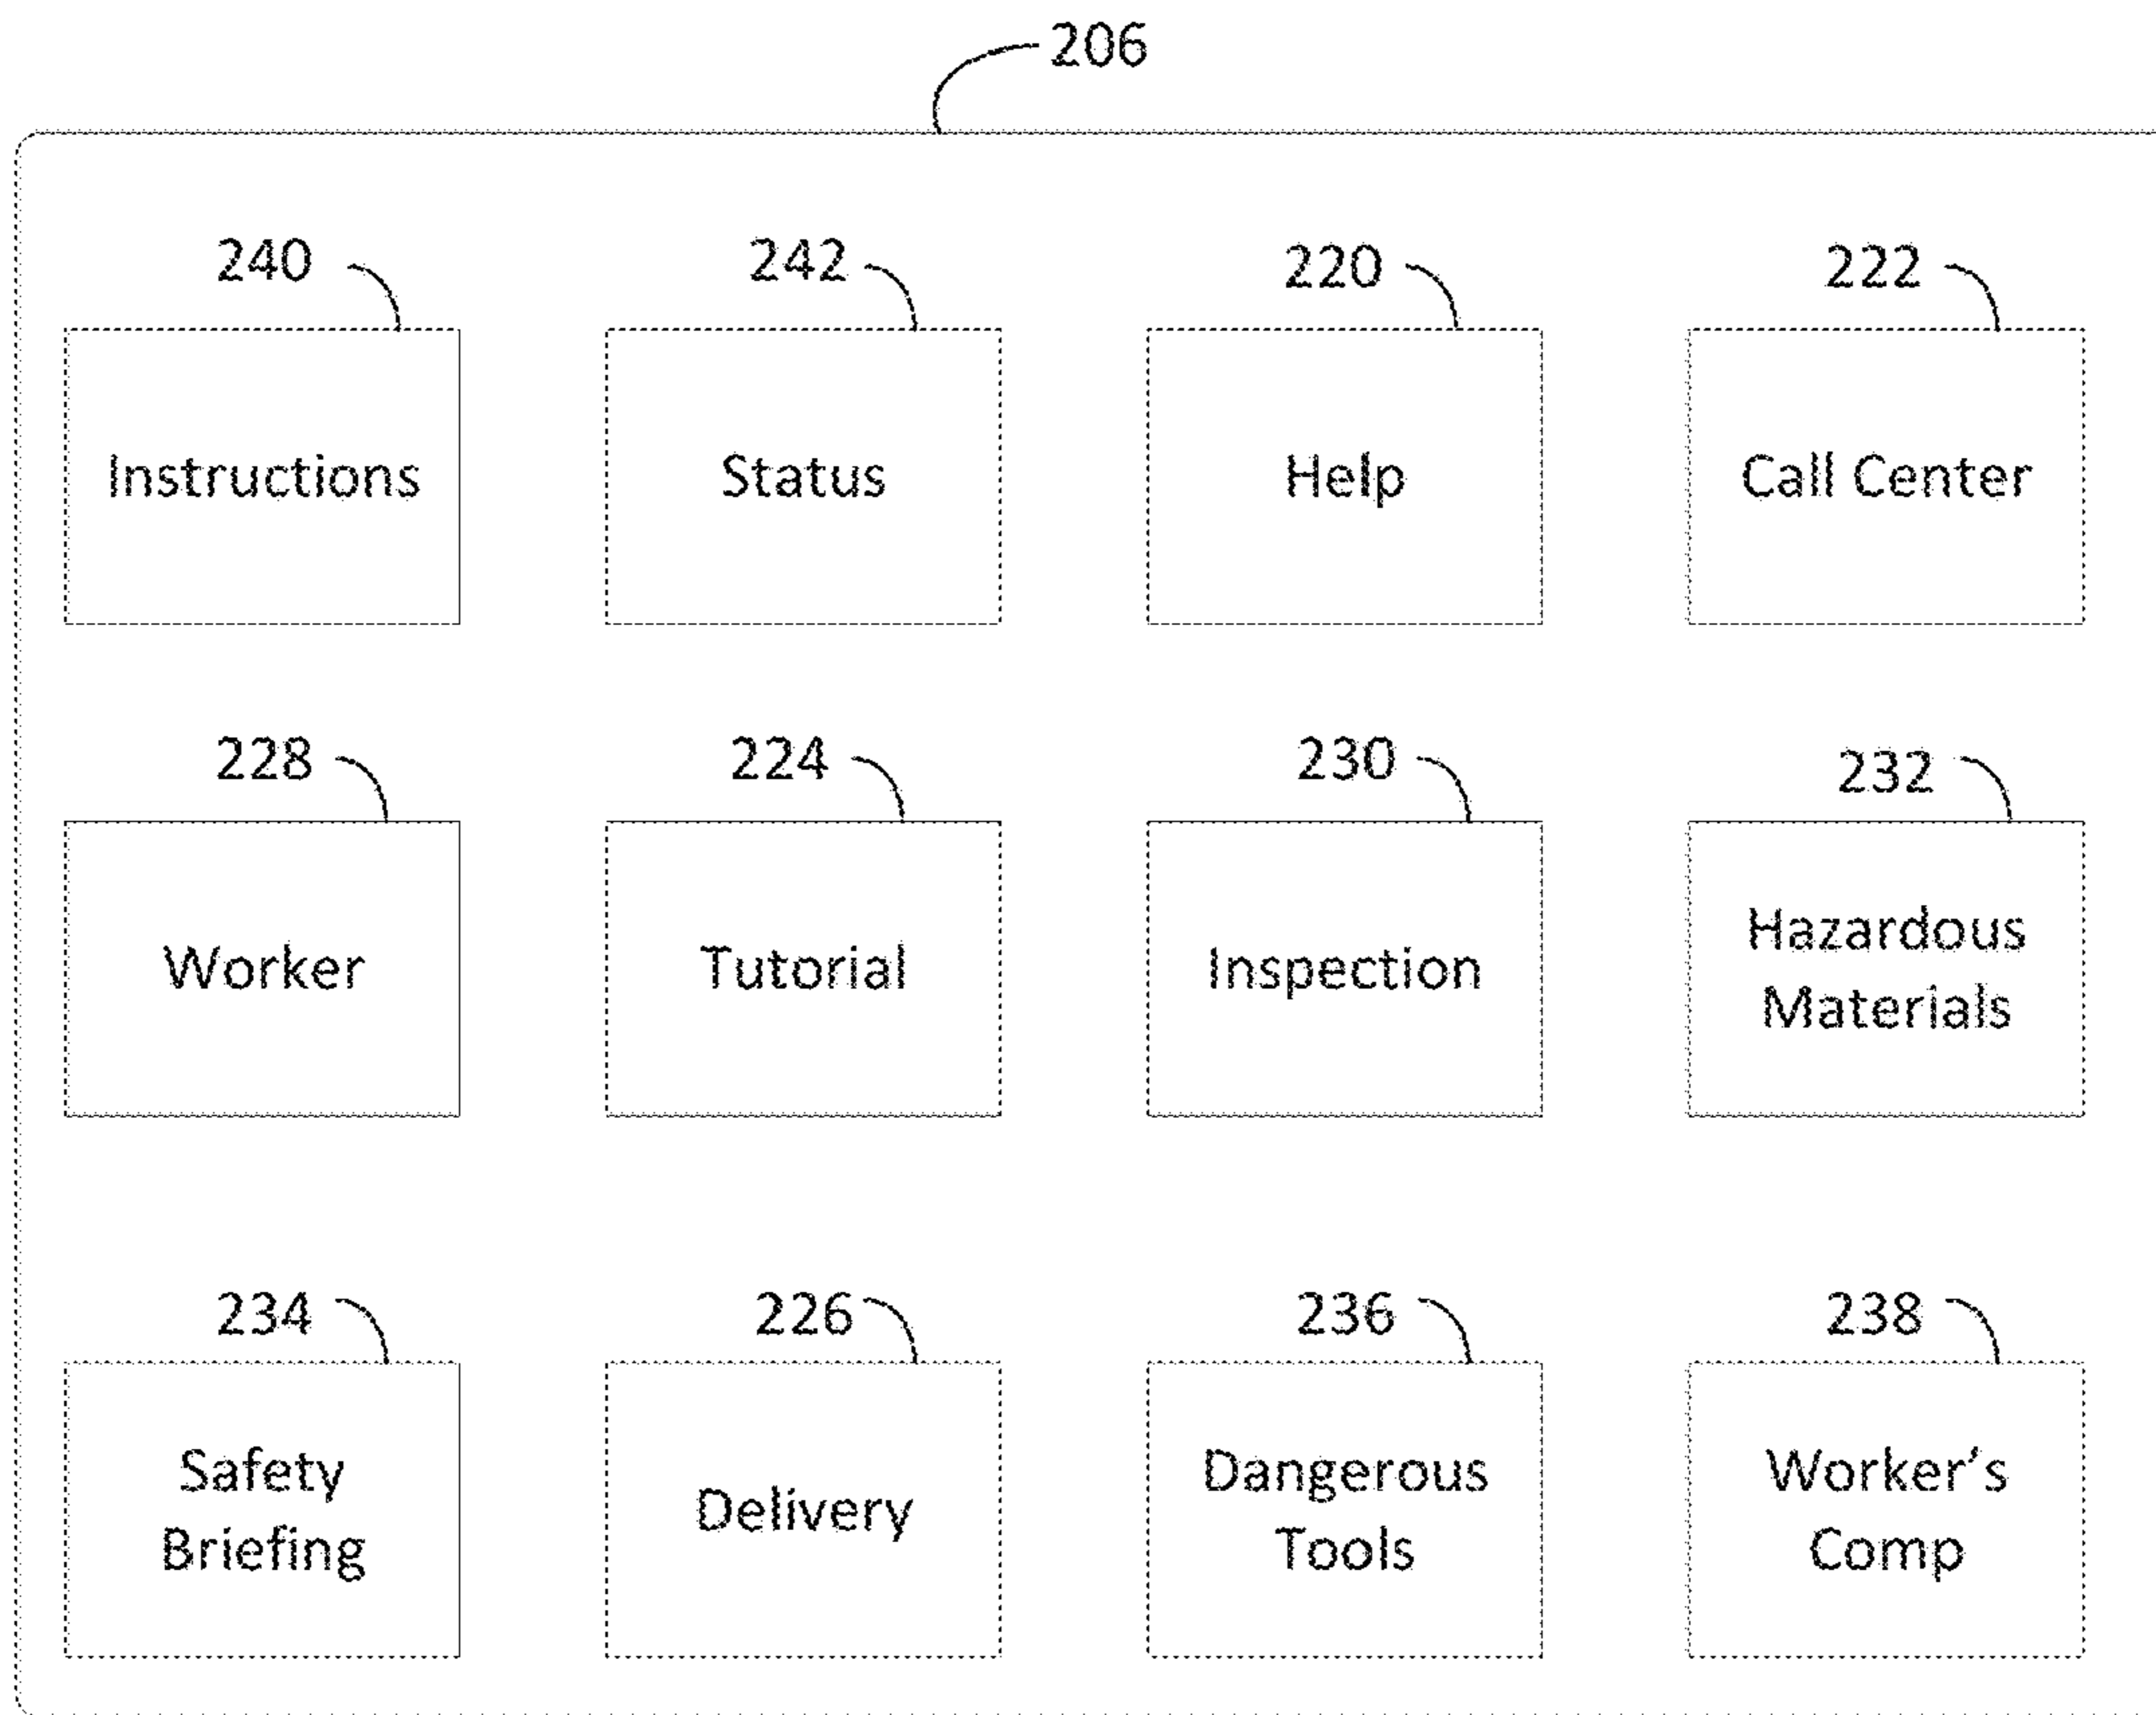 206
240 242 220 222
Instructions Status Help Call Center
228 224 230 232
Worker Tutorial Inspection Hazardous
Materials
234 226 236 238
Safety
Briefing
Delivery
Dangerous
Tools
Worker's
Comp